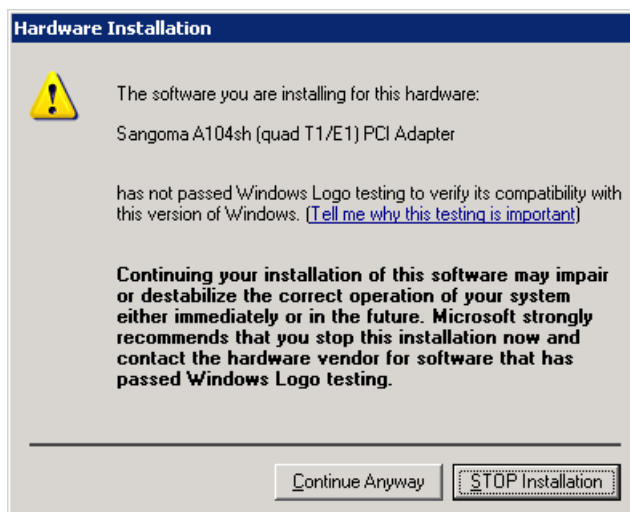 Hardware Installation
The software you are installing for this hardware:
Sangoma A104sh (quad T1/E1) PCI Adapter
has not passed Windows Logo testing to verify its compatibility with
this version of Windows. (Tell me why this testing is important)
Continuing your installation of this software may impair
or destabilize the correct operation of your system
either immediately or in the future. Microsoft strongly
recommends that you stop this installation now and
contact the hardware vendor for software that has
passed Windows Logo testing.
Continue Anyway
STOP Installation